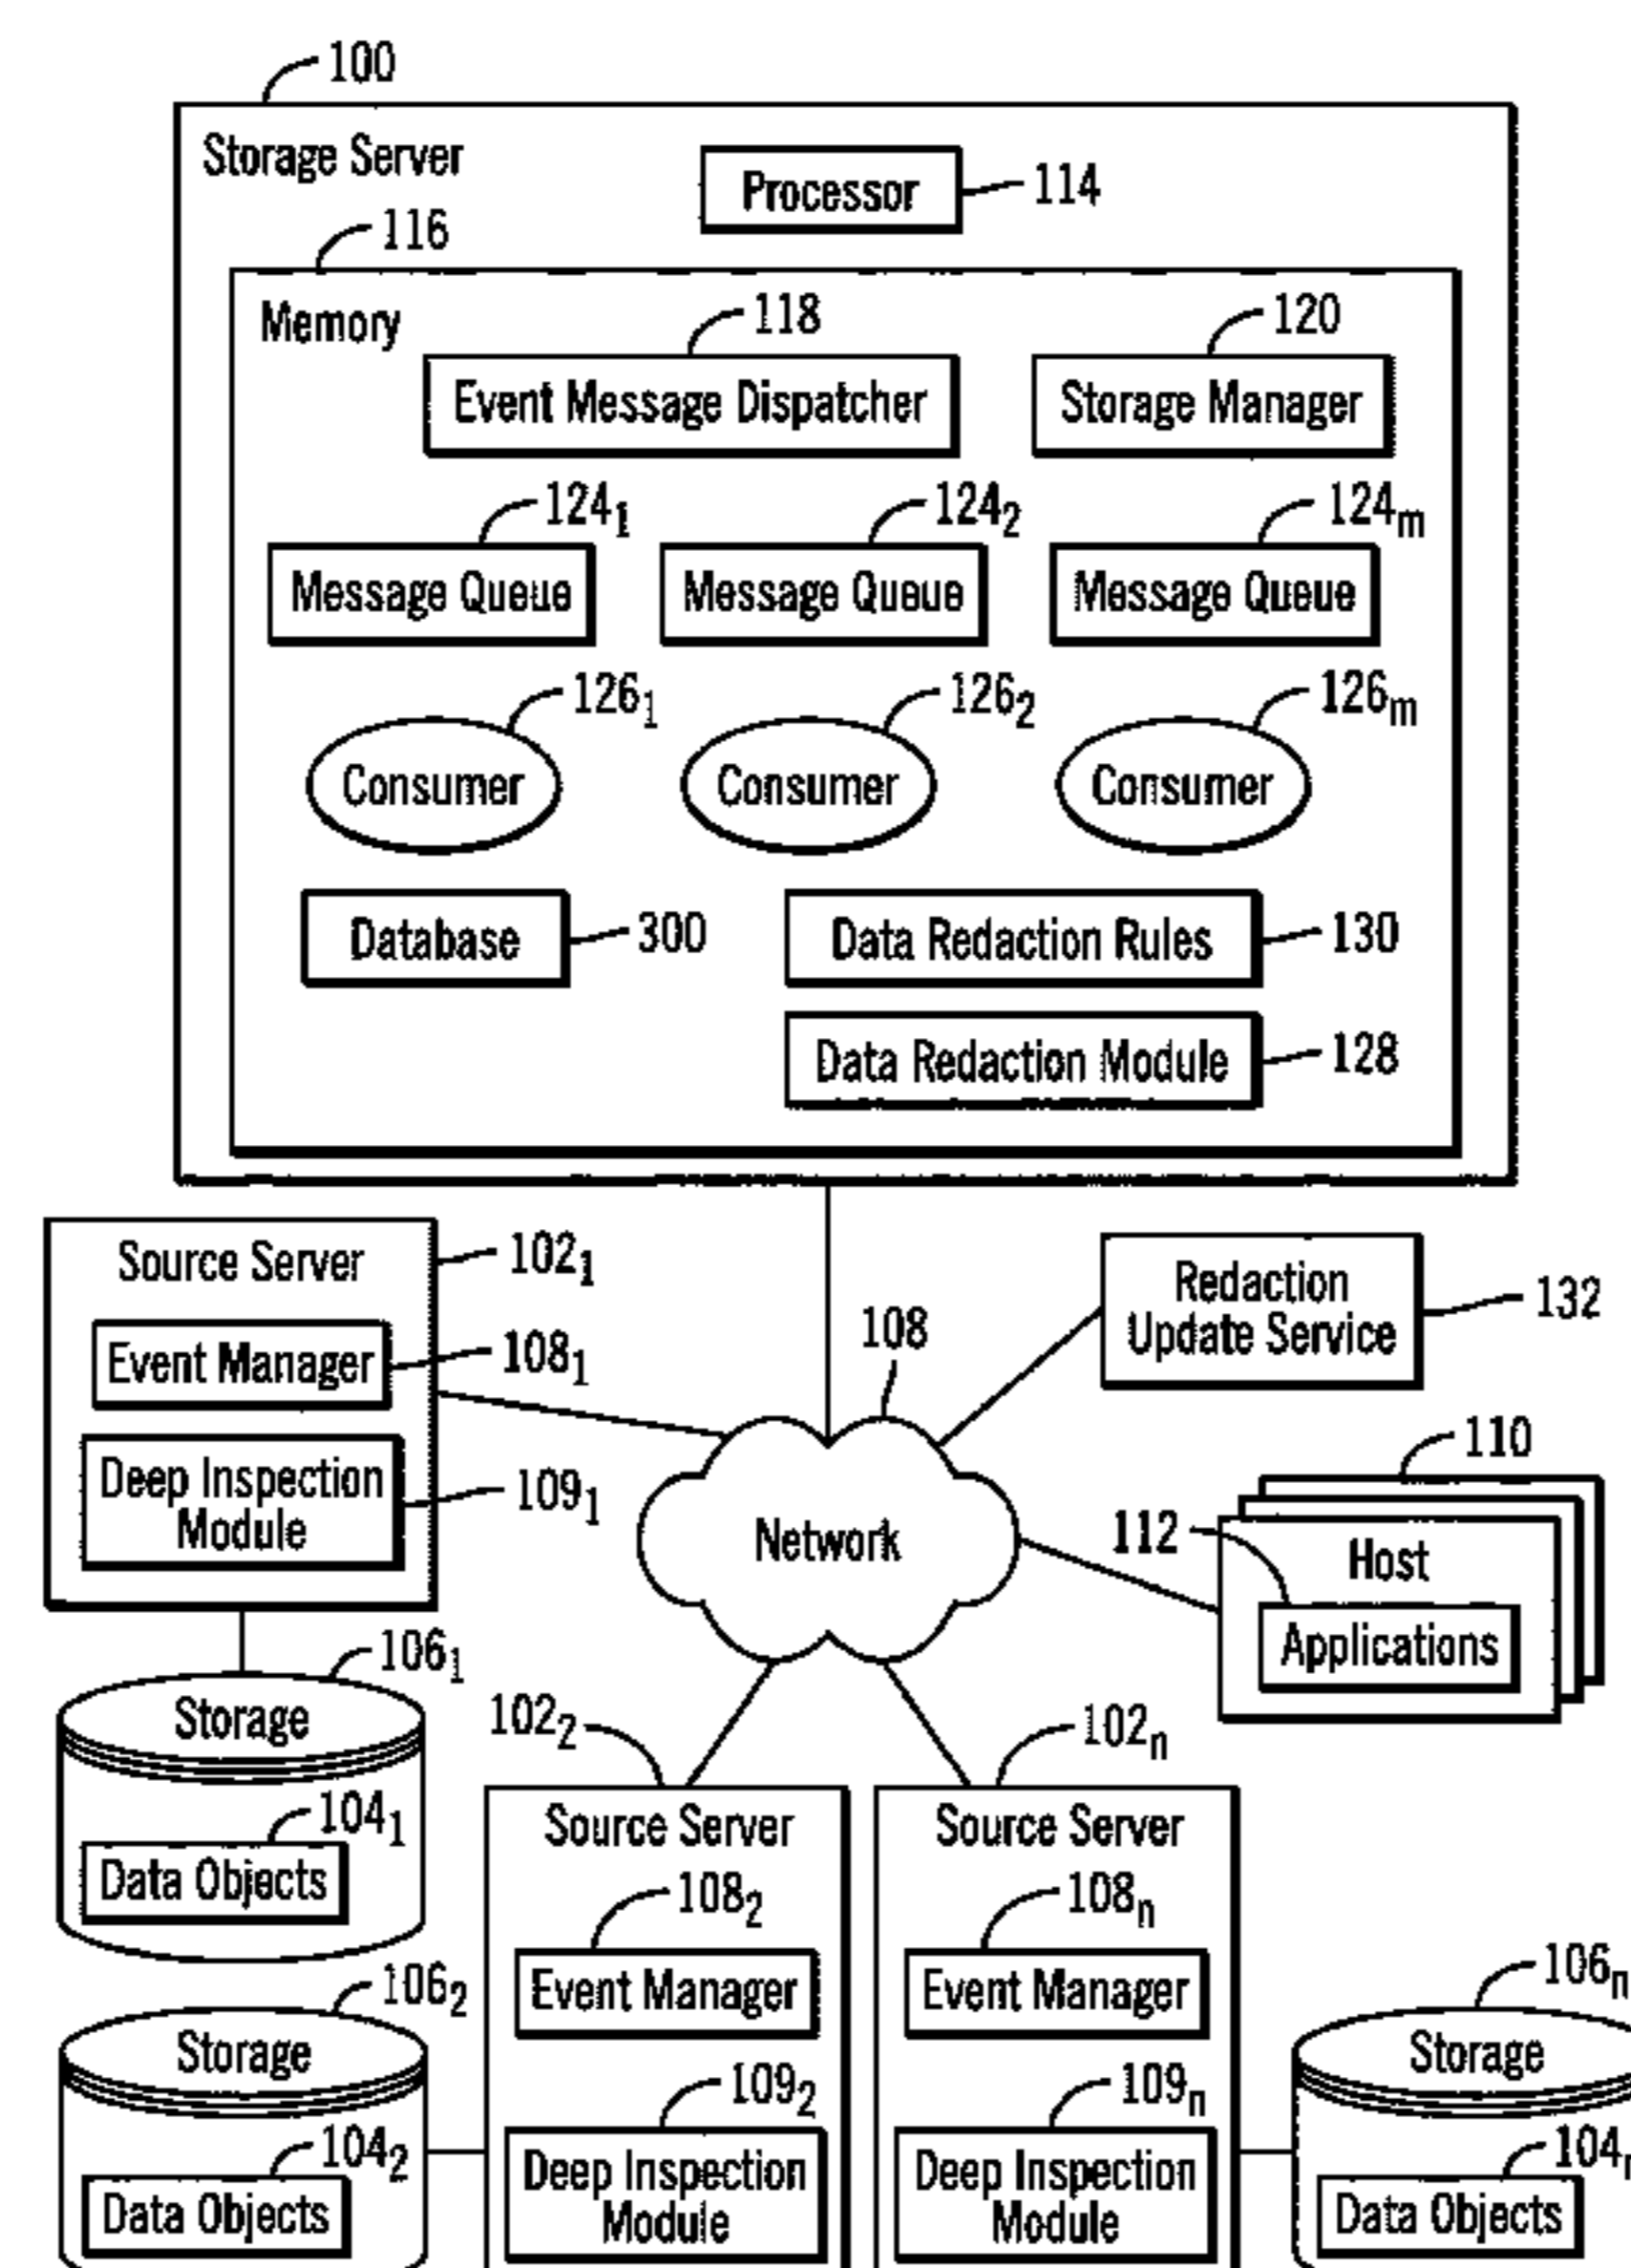 100
Storage Server
Processor
114
116
Memory
118
120
Event Message Dispatcher
Storage Manager
124₁
124₂
124ₘ
Message Queue
Message Queue
Message Queue
126₁
126₂
126ₘ
Consumer
Consumer
Consumer
Database
300
Data Redaction Rules
130
Data Redaction Module
128
Source Server
102₁
Event Manager
108₁
Deep Inspection
Module
109₁
108
Network
Redaction
Update Service
132
110
112
Host
Applications
106₁
Storage
104₁
Data Objects
102₂
102ₙ
Source Server
Source Server
108₂
108ₙ
Event Manager
Event Manager
106₂
Storage
106ₙ
Storage
109₂
109ₙ
104₂
Data Objects
Deep Inspection
Module
Deep Inspection
Module
104ₙ
Data Objects